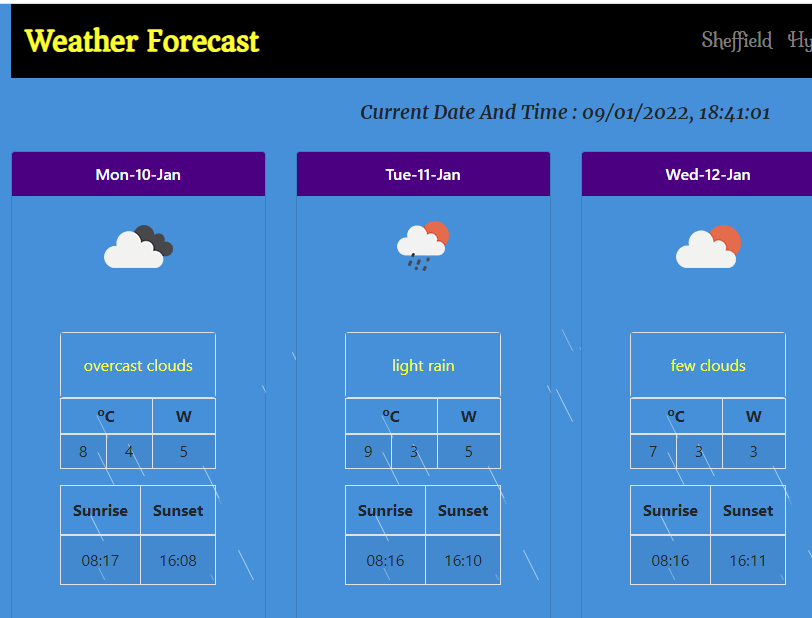 Weather Forecast
Sheffield Hy
Current Date And Time : 09/01/2022, 18:41:01
Mon-10-Jan Tue-11-Jan Wed-12-Jan
overcast clouds light rain few clouds
ºC W ºC W ºC W
8 4 5 9 3 5 7 3 3
Sunrise Sunset Sunrise Sunset Sunrise Sunset
08:17 16:08 08:16 16:10 08:16 16:11